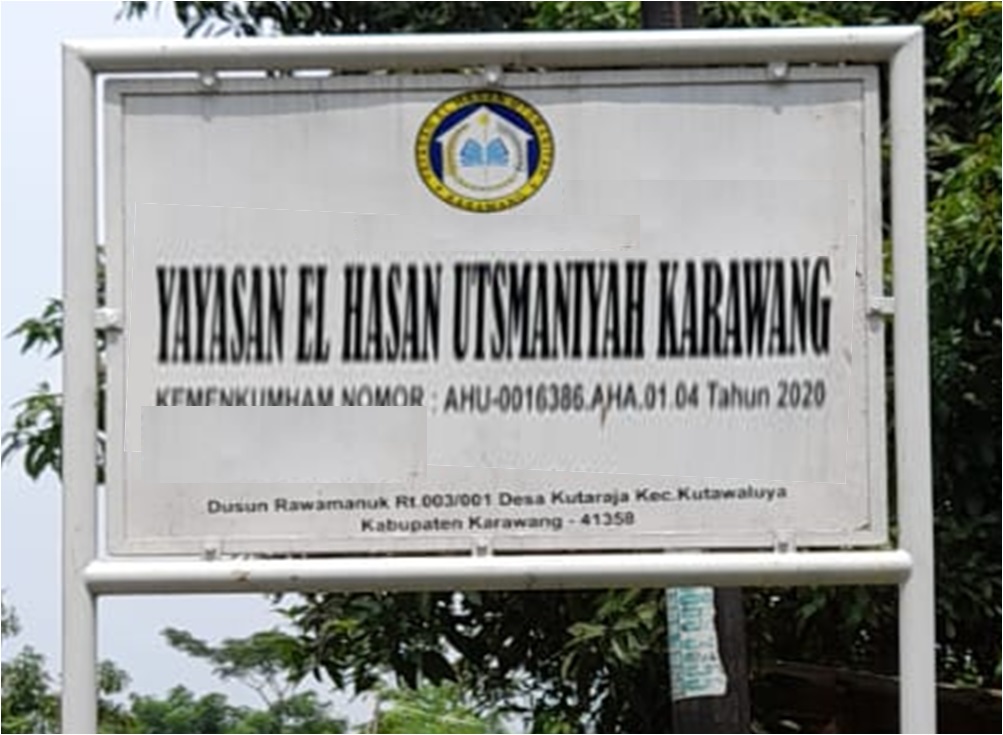 YAYASAN EL HASAN UTSMANIYAH KARAWANG
KEMENKUMHAM NOMOR : AHU-0016386.AHA.01.04 Tahun 2020
Dusun Rawamanuk Rt.003/001 Desa Kutaraja Kec.Kutawaluya
Kabupaten Karawang - 41358